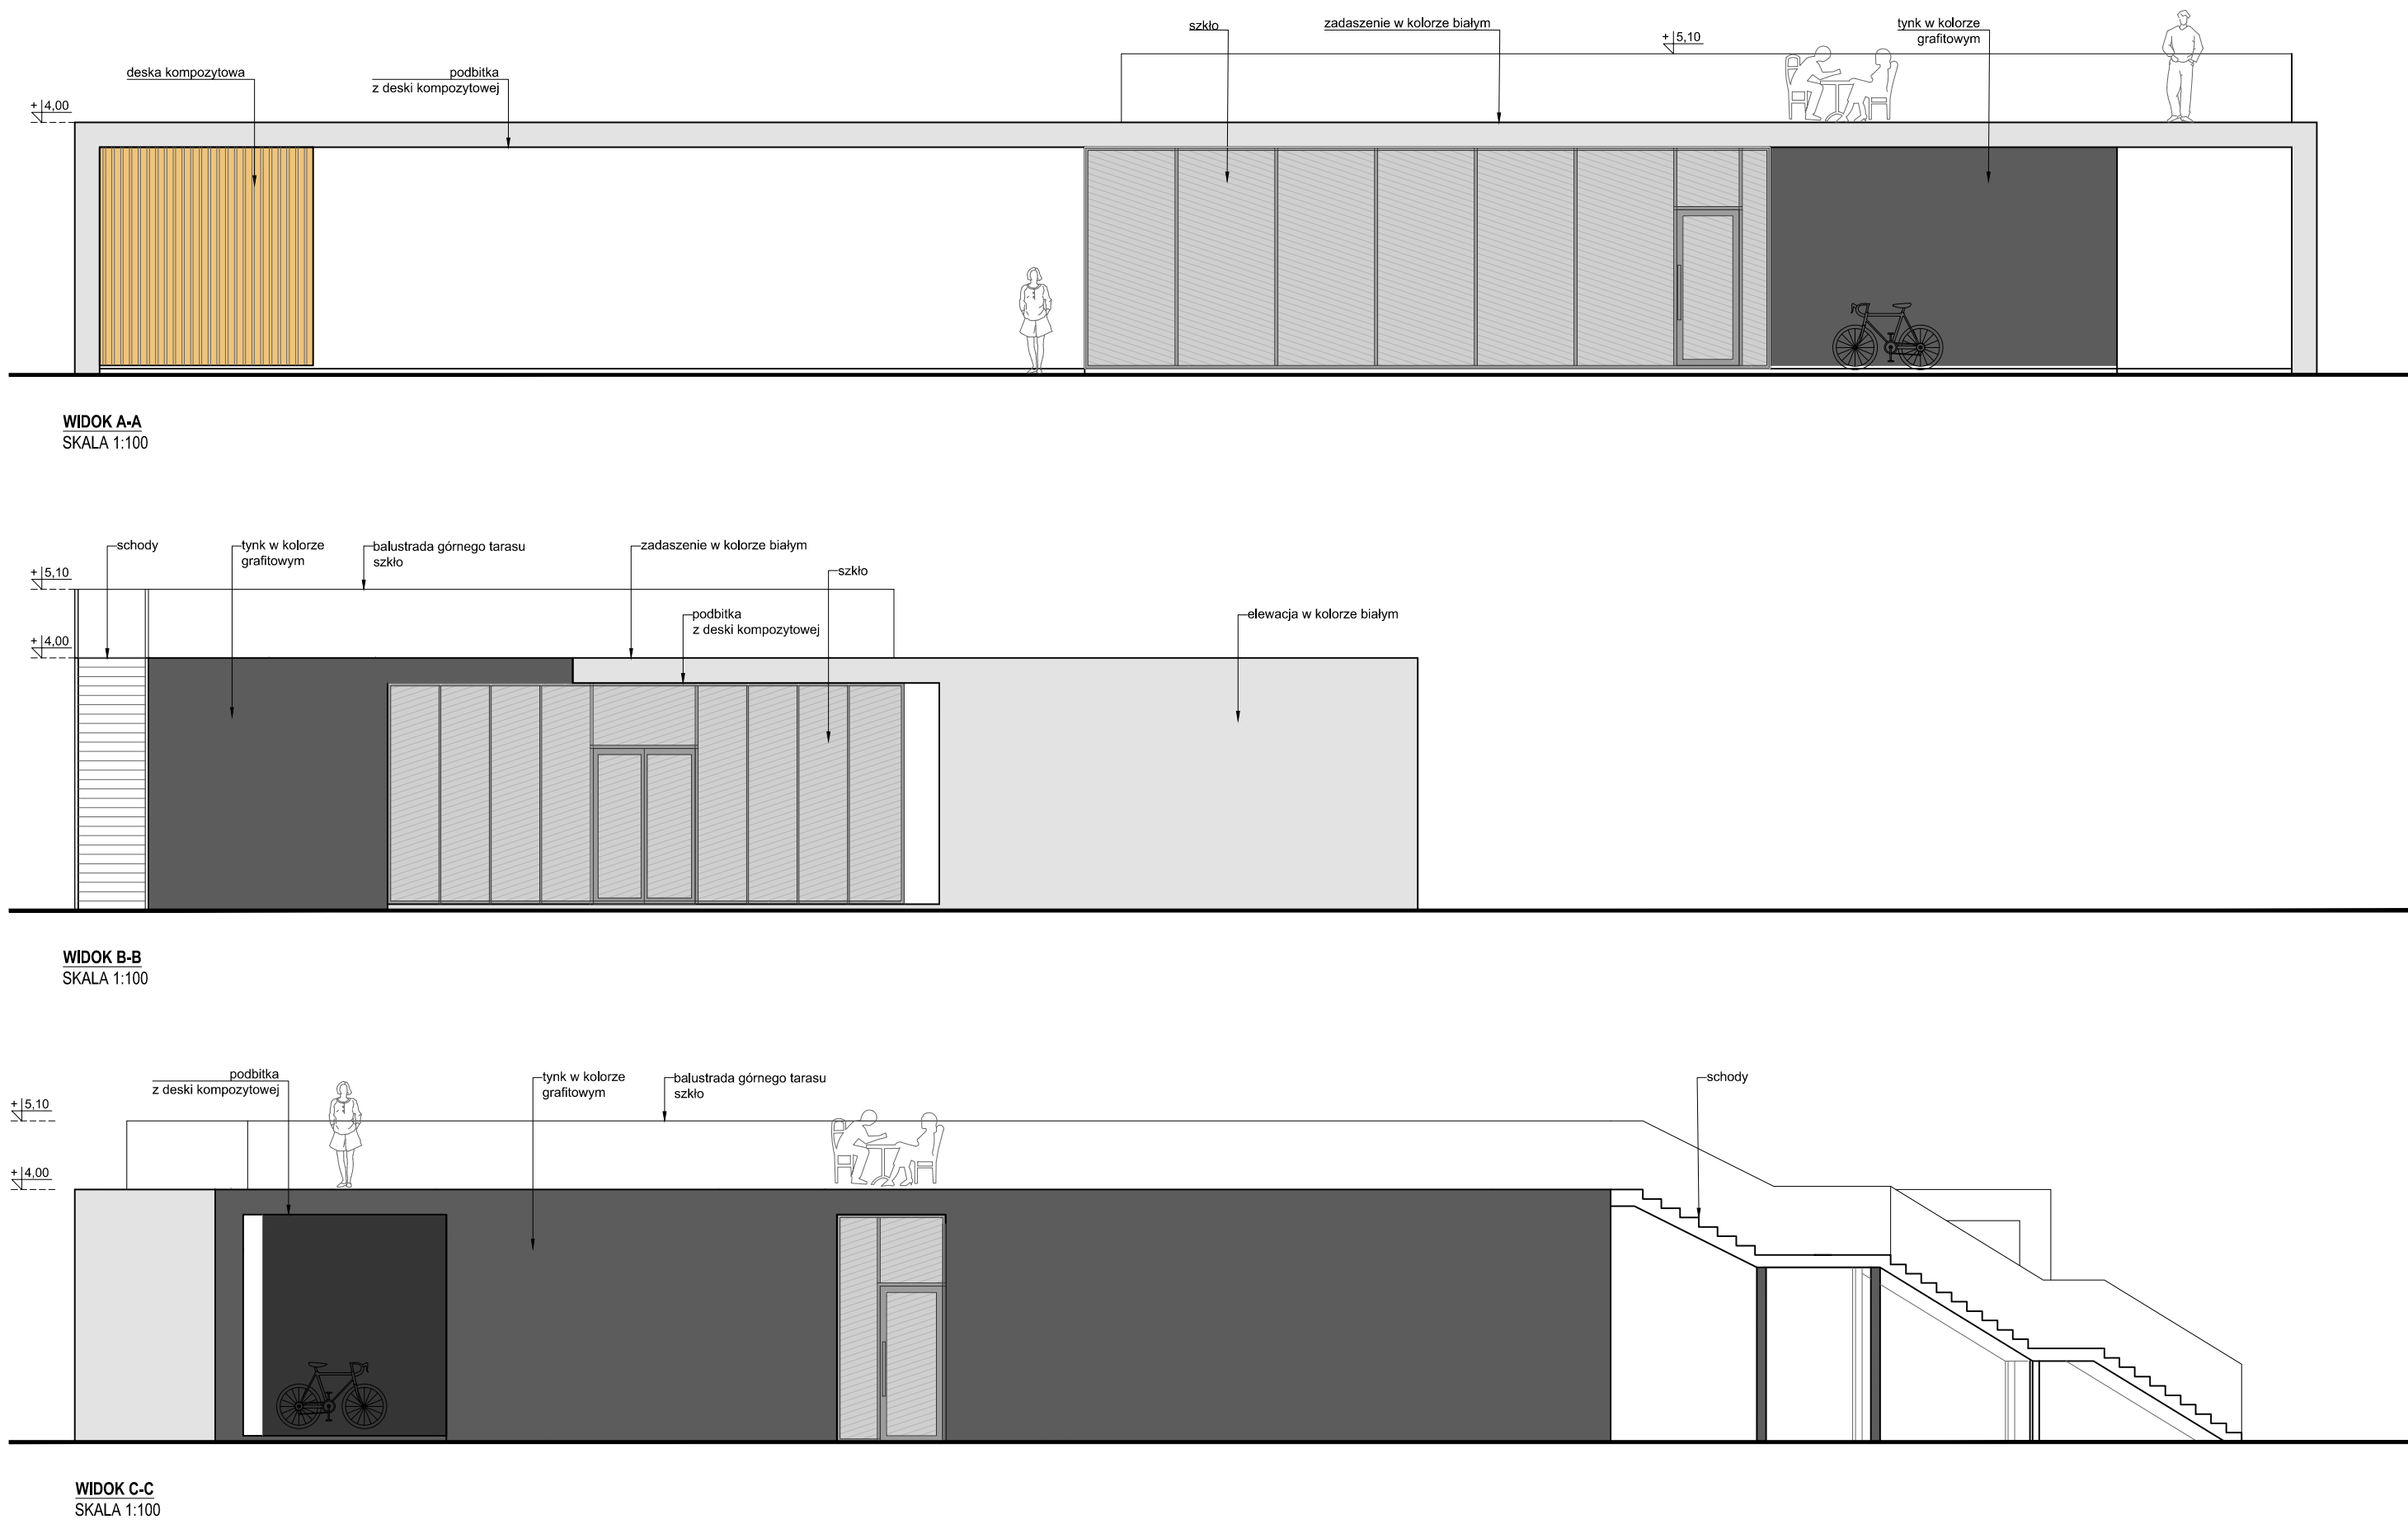 szkło
zadaszenie w kolorze białym
+ 5,10
tynk w kolorze
grafitowym
deska kompozytowa
podbitka
z deski kompozytowej
+ 4,00
WIDOK A-A
SKALA 1:100
schody
tynk w kolorze
grafitowym
balustrada górnego tarasu
szkło
zadaszenie w kolorze białym
szkło
+ 5,10
podbitka
z deski kompozytowej
elewacja w kolorze białym
+ 4,00
WIDOK B-B
SKALA 1:100
podbitka
z deski kompozytowej
tynk w kolorze
grafitowym
balustrada górnego tarasu
szkło
schody
+ 5,10
+ 4,00
WIDOK C-C
SKALA 1:100